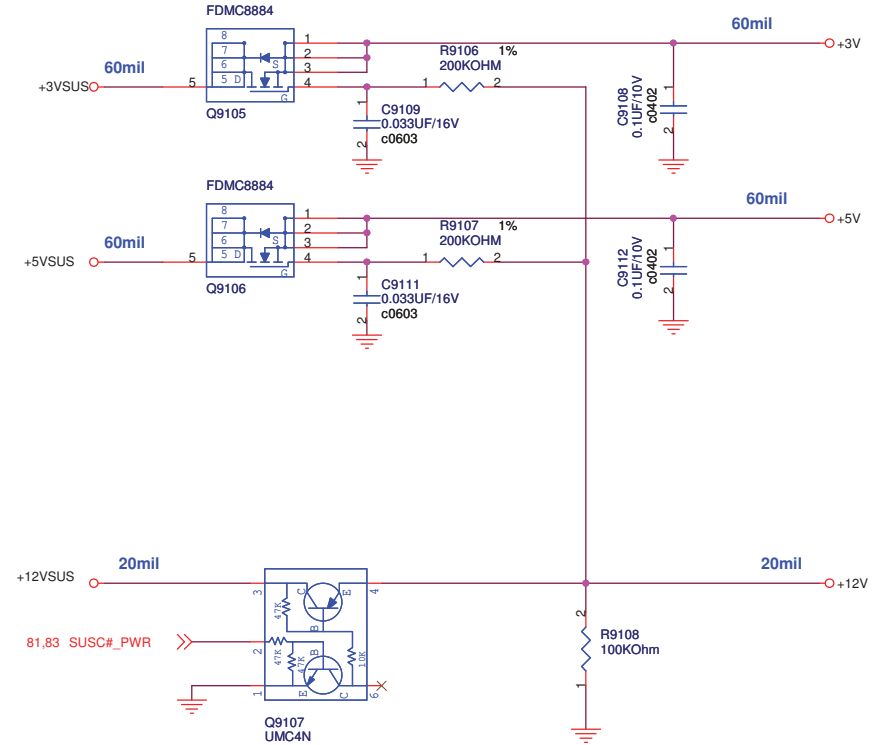 FDMC8884
60mil
+3VSUS
5
8
7
6
5 D
S
G
1
2
3
4
Q9105
60mil
+3V
R9106 1%
200KOHM
1 2
1
C9109
0.033UF/16V
c0603
2
C9108
0.1UF/10V
c0402
1
2
FDMC8884
60mil
+5VSUS
5
8
7
6
5 D
S
G
1
2
3
4
Q9106
60mil
+5V
R9107 1%
200KOHM
1 2
1
C9111
0.033UF/16V
c0603
2
C9112
0.1UF/10V
c0402
1
2
20mil
+12VSUS
3
C
E
4
47K
B
20mil
+12V
81,83 SUSC#_PWR
2
47K
47K
B
10K
1
E
C
6
Q9107
UMC4N
2
R9108
100KOhm
1